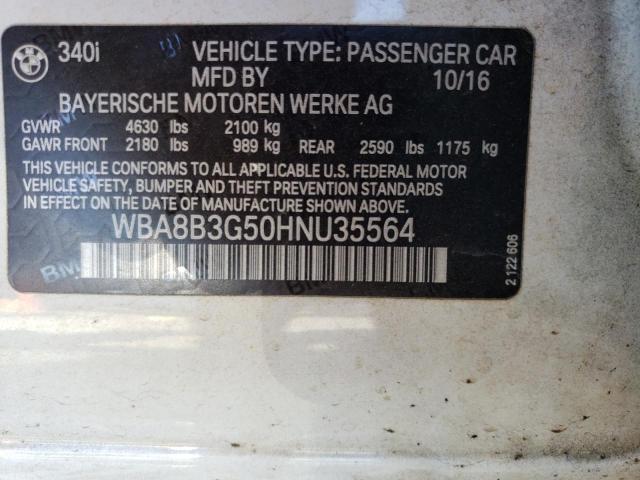 340i VEHICLE TYPE: PASSENGER CAR
MFD BY 10/16
BAYERISCHE MOTOREN WERKE AG
GVWR 4630 lbs 2100 kg
GAWR FRONT 2180 lbs 989 kg REAR 2590 lbs 1175 kg
THIS VEHICLE CONFORMS TO ALL APPLICABLE U.S. FEDERAL MOTOR
VEHICLE SAFETY, BUMPER AND THEFT PREVENTION STANDARDS
IN EFFECT ON THE DATE OF MANUFACTURE SHOWN ABOVE.
WBA8B3G50HNU35564
2 122 606